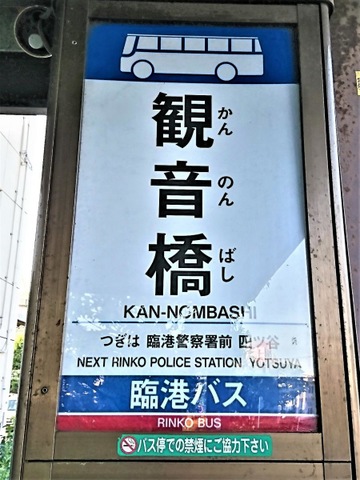 観音橋
かんのんばし
KAN-NOMBASHI
つぎは 臨港警察署前 四ツ谷
NEXT RINKO POLICE STATION YOTSUYA
臨港バス
RINKO BUS
バス停での禁煙にご協力下さい